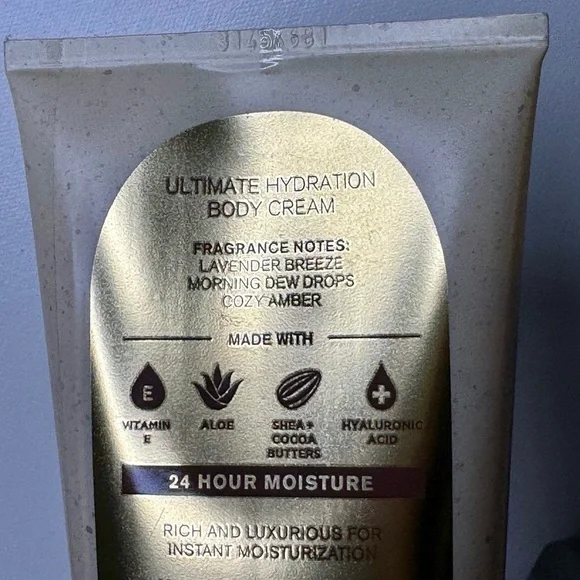 ULTIMATE HYDRATION
BODY CREAM
FRAGRANCE NOTES:
LAVENDER BREEZE
MORNING DEW DROPS
COZY AMBER
MADE WITH
E
VITAMIN E
ALOE
SHEA + COCOA BUTTERS
HYALURONIC ACID
24 HOUR MOISTURE
RICH AND LUXURIOUS FOR
INSTANT MOISTURIZATION